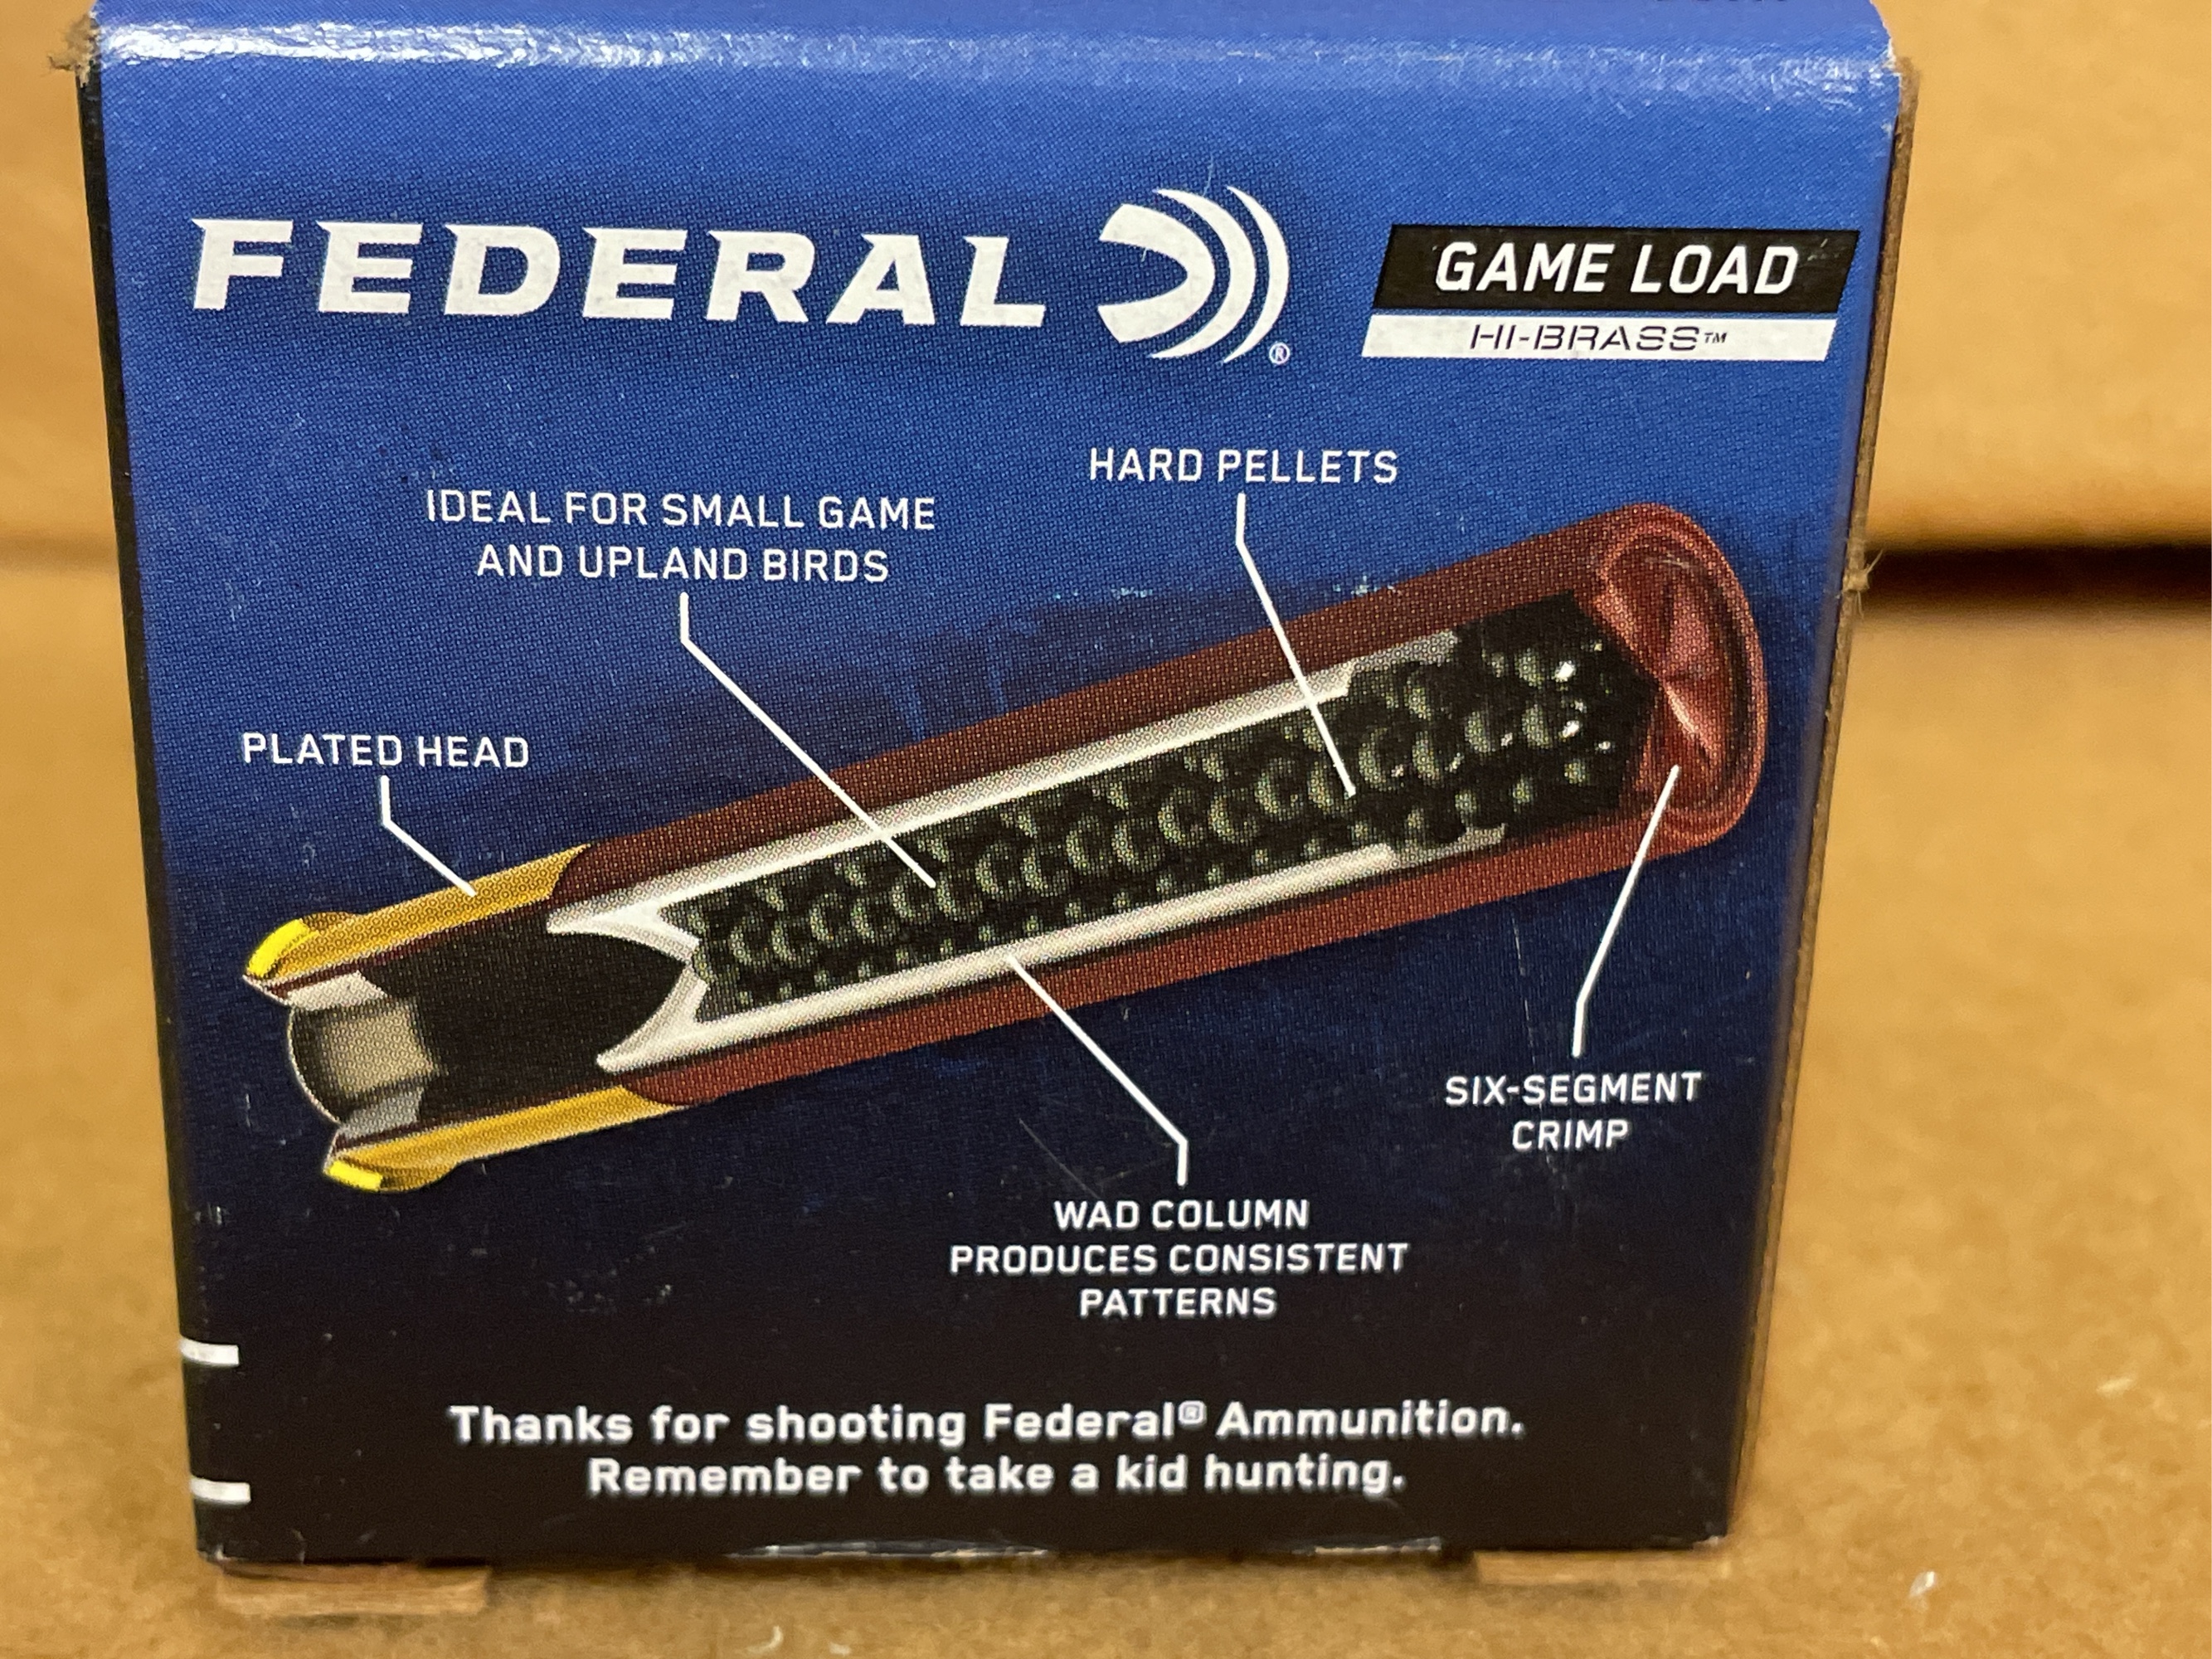 FEDERAL®
GAME LOAD
HI-BRASS™
HARD PELLETS
IDEAL FOR SMALL GAME
AND UPLAND BIRDS
PLATED HEAD
SIX-SEGMENT
CRIMP
WAD COLUMN
PRODUCES CONSISTENT
PATTERNS
Thanks for shooting Federal® Ammunition.
Remember to take a kid hunting.